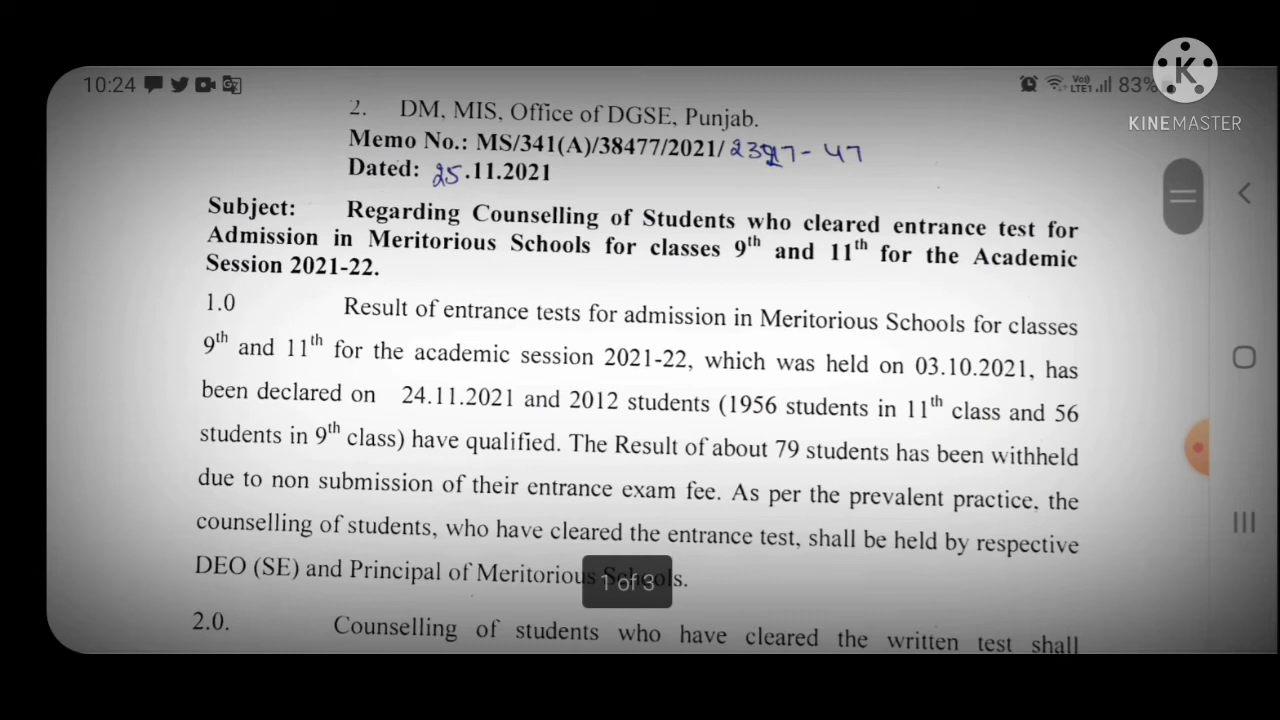 10:24
Vo))
LTE1
83%
K
KINEMASTER
2. DM, MIS, Office of DGSE, Punjab.
Memo No.: MS/341(A)/38477/2021/
Dated: 25.11.2021
Subject: Regarding Counselling of Students who cleared entrance test for
Admission in Meritorious Schools for classes 9th and 11th for the Academic
Session 2021-22.
1.0 Result of entrance tests for admission in Meritorious Schools for classes
9th and 11th for the academic session 2021-22, which was held on 03.10.2021, has
been declared on 24.11.2021 and 2012 students (1956 students in 11th class and 56
students in 9th class) have qualified. The Result of about 79 students has been withheld
due to non submission of their entrance exam fee. As per the prevalent practice, the
counselling of students, who have cleared the entrance test, shall be held by respective
DEO (SE) and Principal of Meritorious Schools.
1 of 3
2.0. Counselling of students who have cleared the written test shall